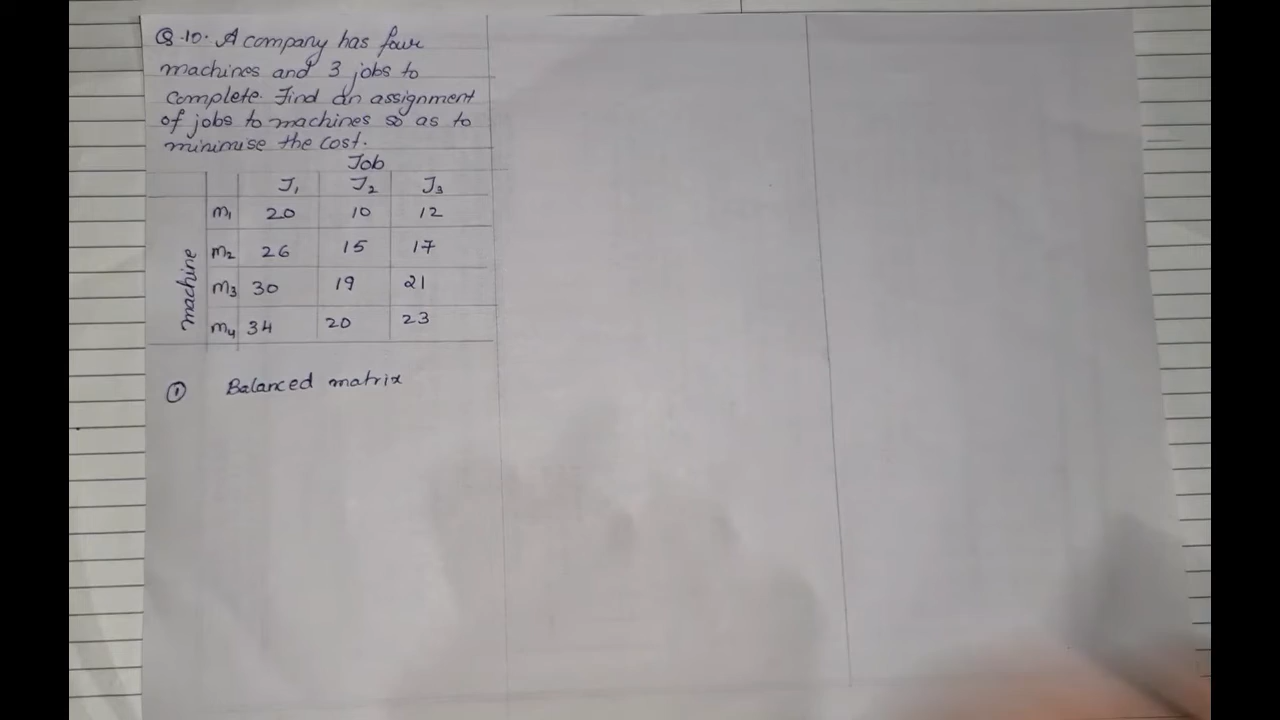 Q.10. A company has four
machines and 3 jobs to
complete. Find an assignment
of jobs to machines so as to
minimise the cost.
Job
J₁ J₂ J₃
machine
m₁ 20 10 12
m₂ 26 15 17
m₃ 30 19 21
m₄ 34 20 23
① Balanced matrix